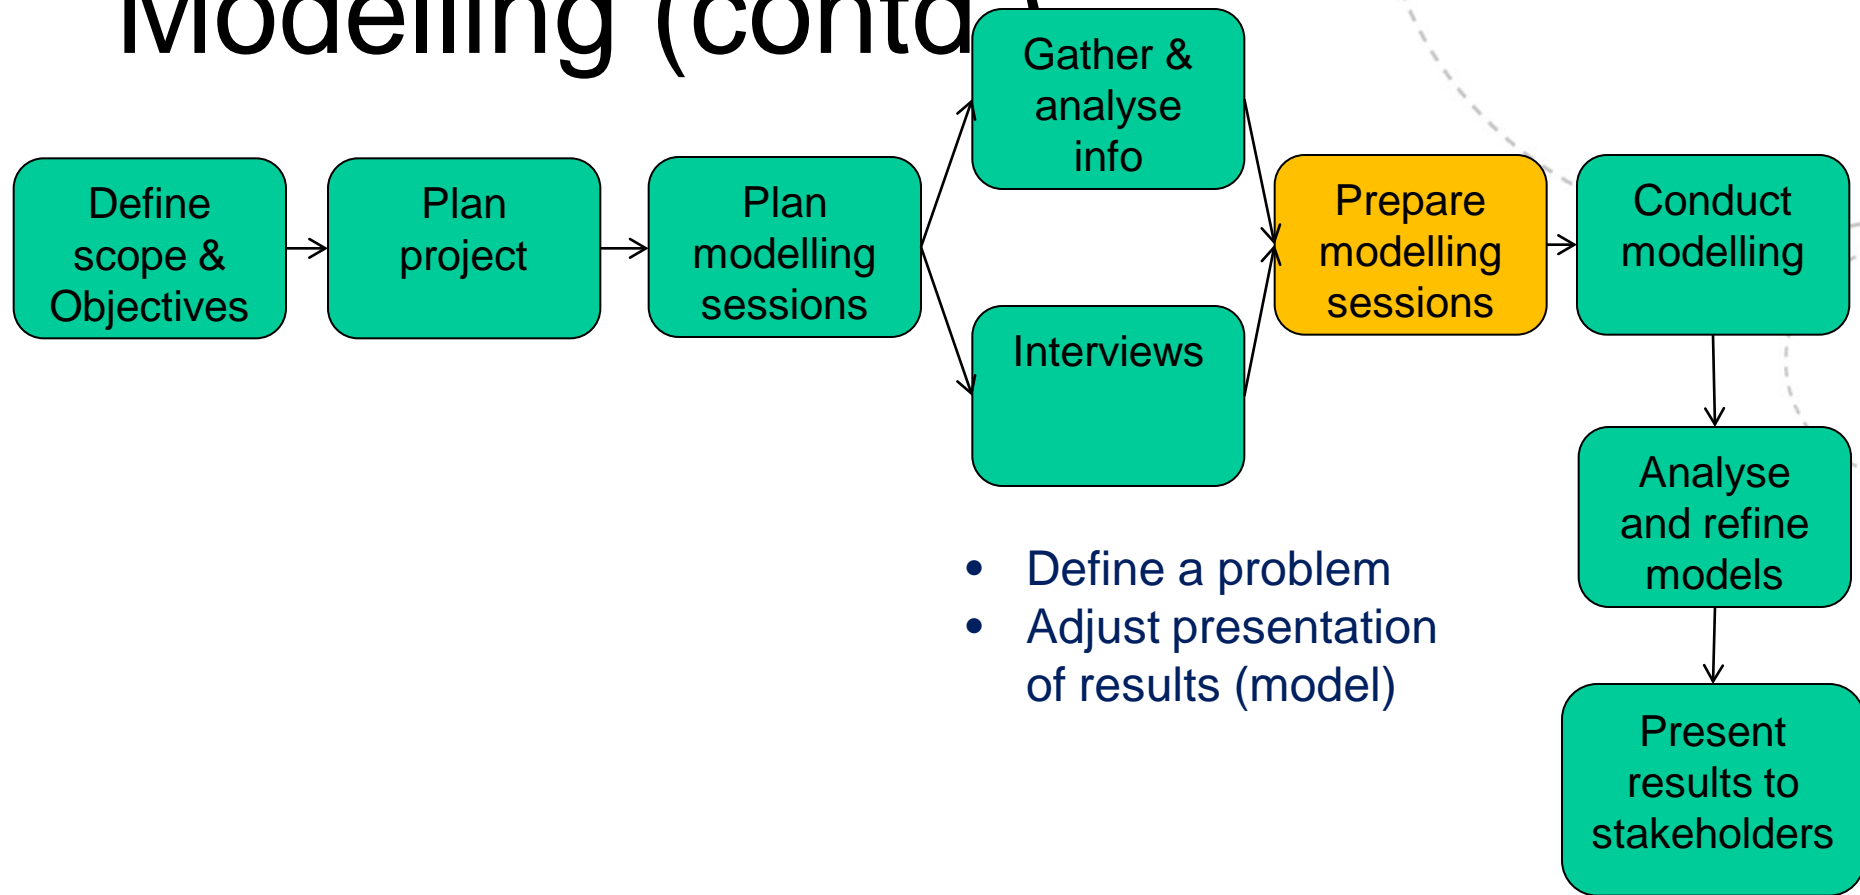 Modelling (contd.)
Gather &
analyse
info
Define
scope &
Objectives
Plan
project
Plan
modelling
sessions
Interviews
Prepare
modelling
sessions
Conduct
modelling
Analyse
and refine
models
Present
results to
stakeholders
• Define a problem
• Adjust presentation
of results (model)